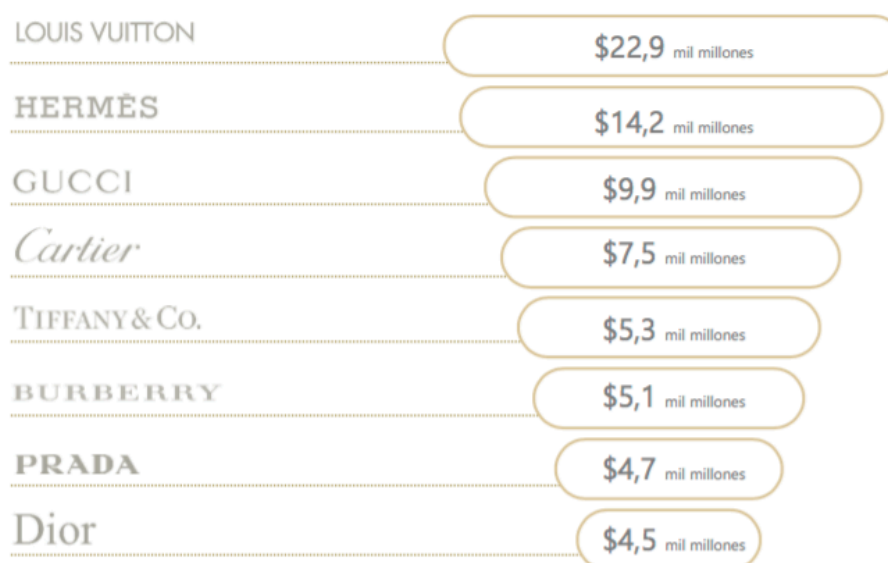 LOUIS VUITTON $22,9 mil millones
HERMÈS $14,2 mil millones
GUCCI $9,9 mil millones
Cartier $7,5 mil millones
TIFFANY & CO. $5,3 mil millones
BURBERRY $5,1 mil millones
PRADA $4,7 mil millones
Dior $4,5 mil millones